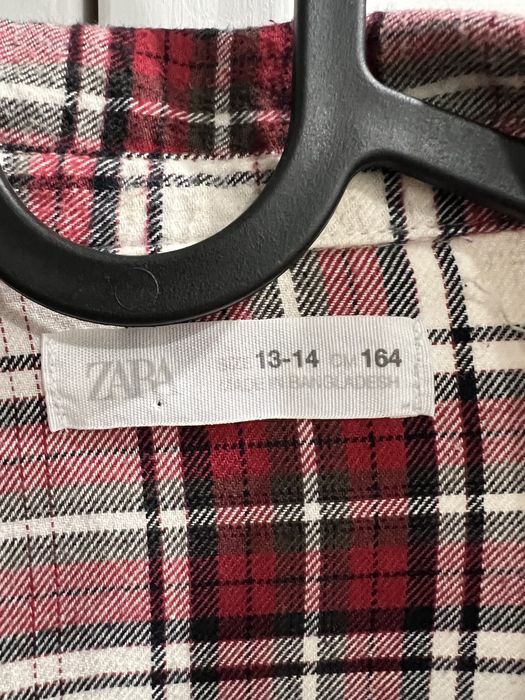 ZARA
SIZE 13-14 CM 164
MADE IN BANGLADESH